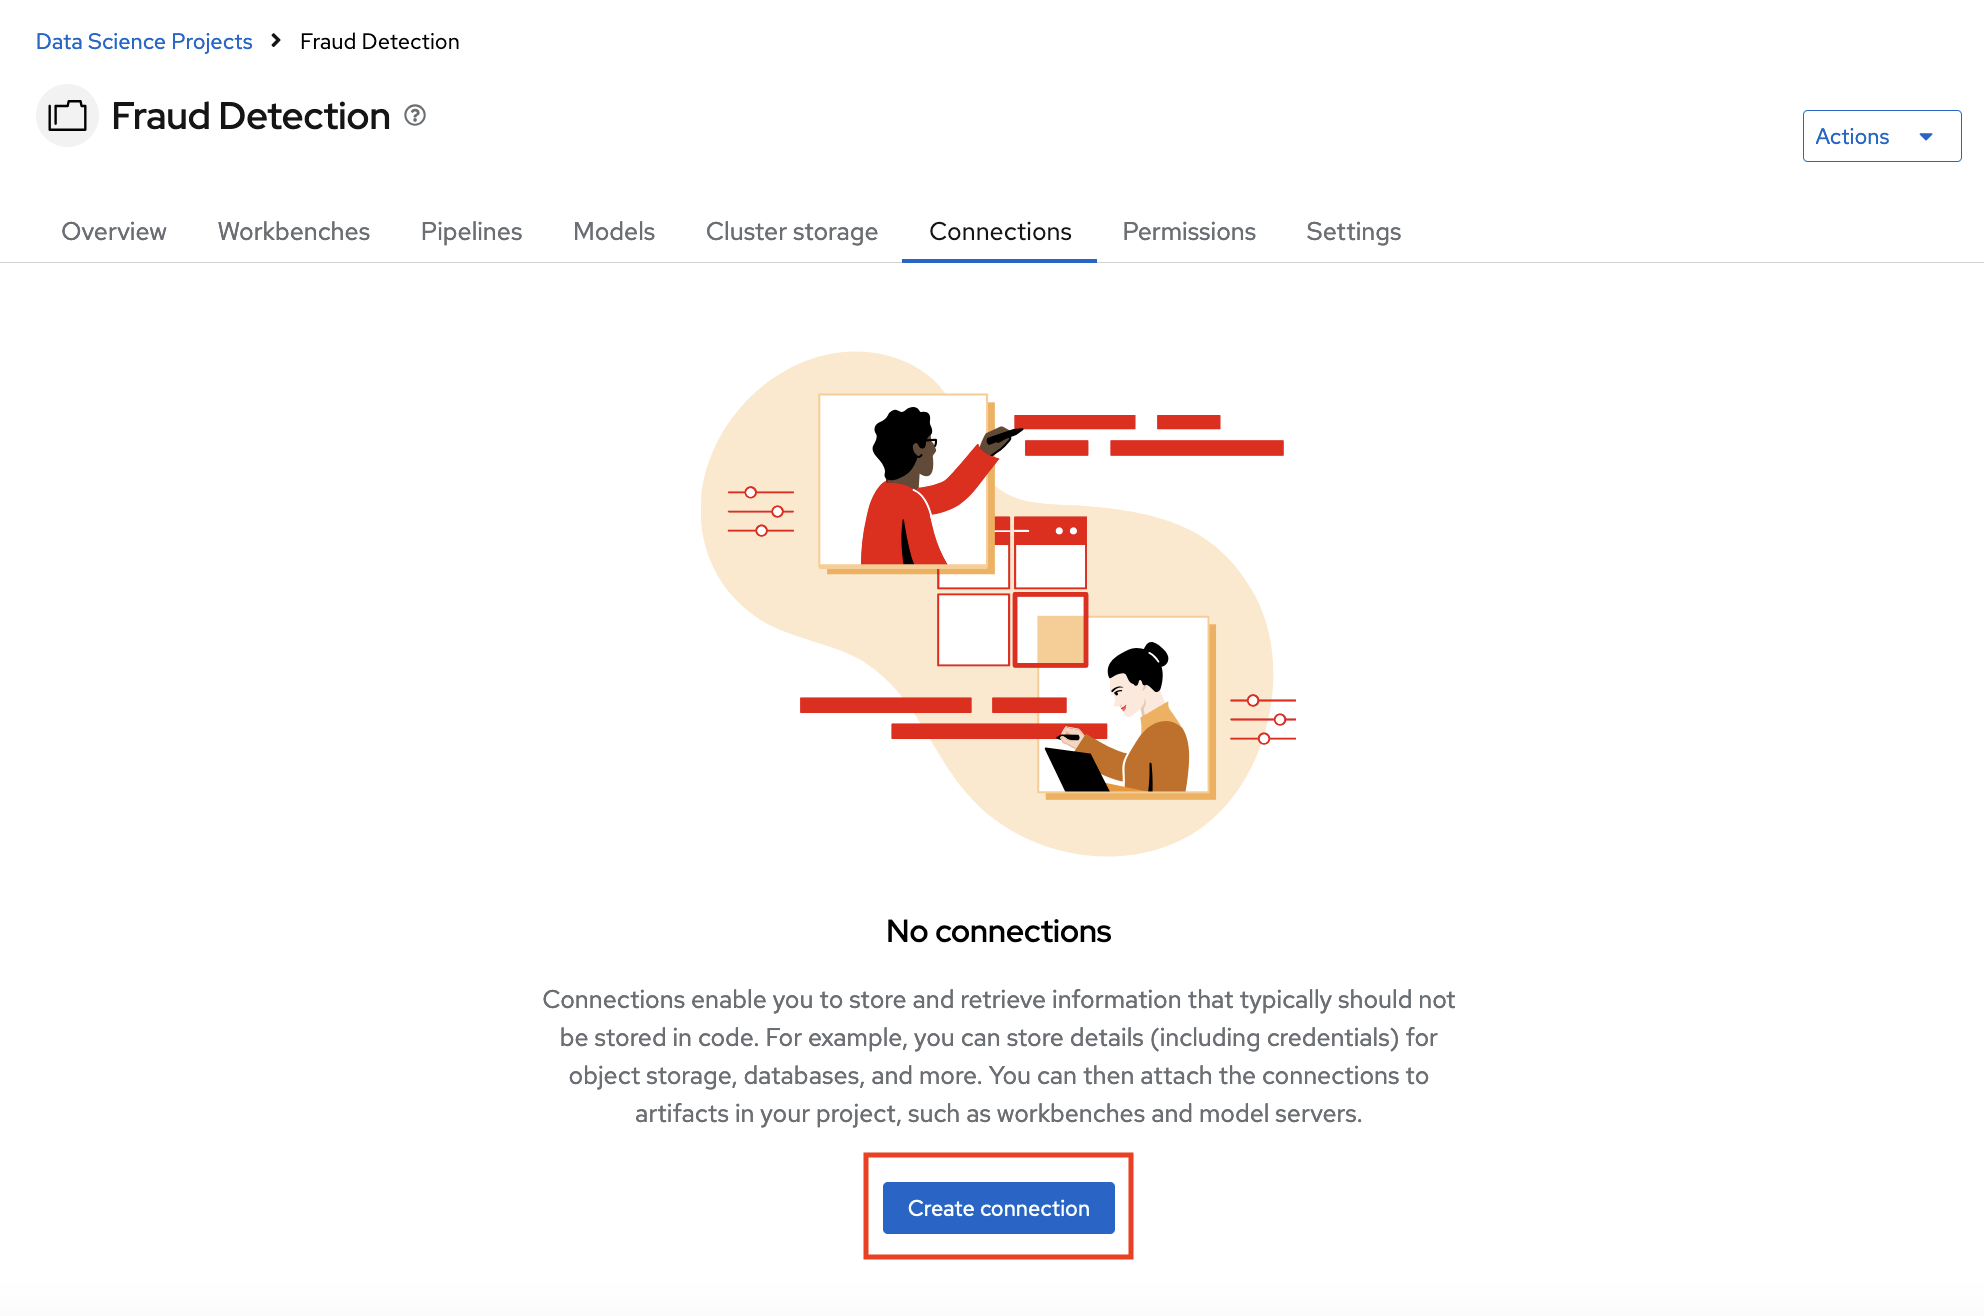 Data Science Projects > Fraud Detection
Fraud Detection
Actions
Overview Workbenches Pipelines Models Cluster storage Connections Permissions Settings
No connections
Connections enable you to store and retrieve information that typically should not
be stored in code. For example, you can store details (including credentials) for
object storage, databases, and more. You can then attach the connections to
artifacts in your project, such as workbenches and model servers.
Create connection